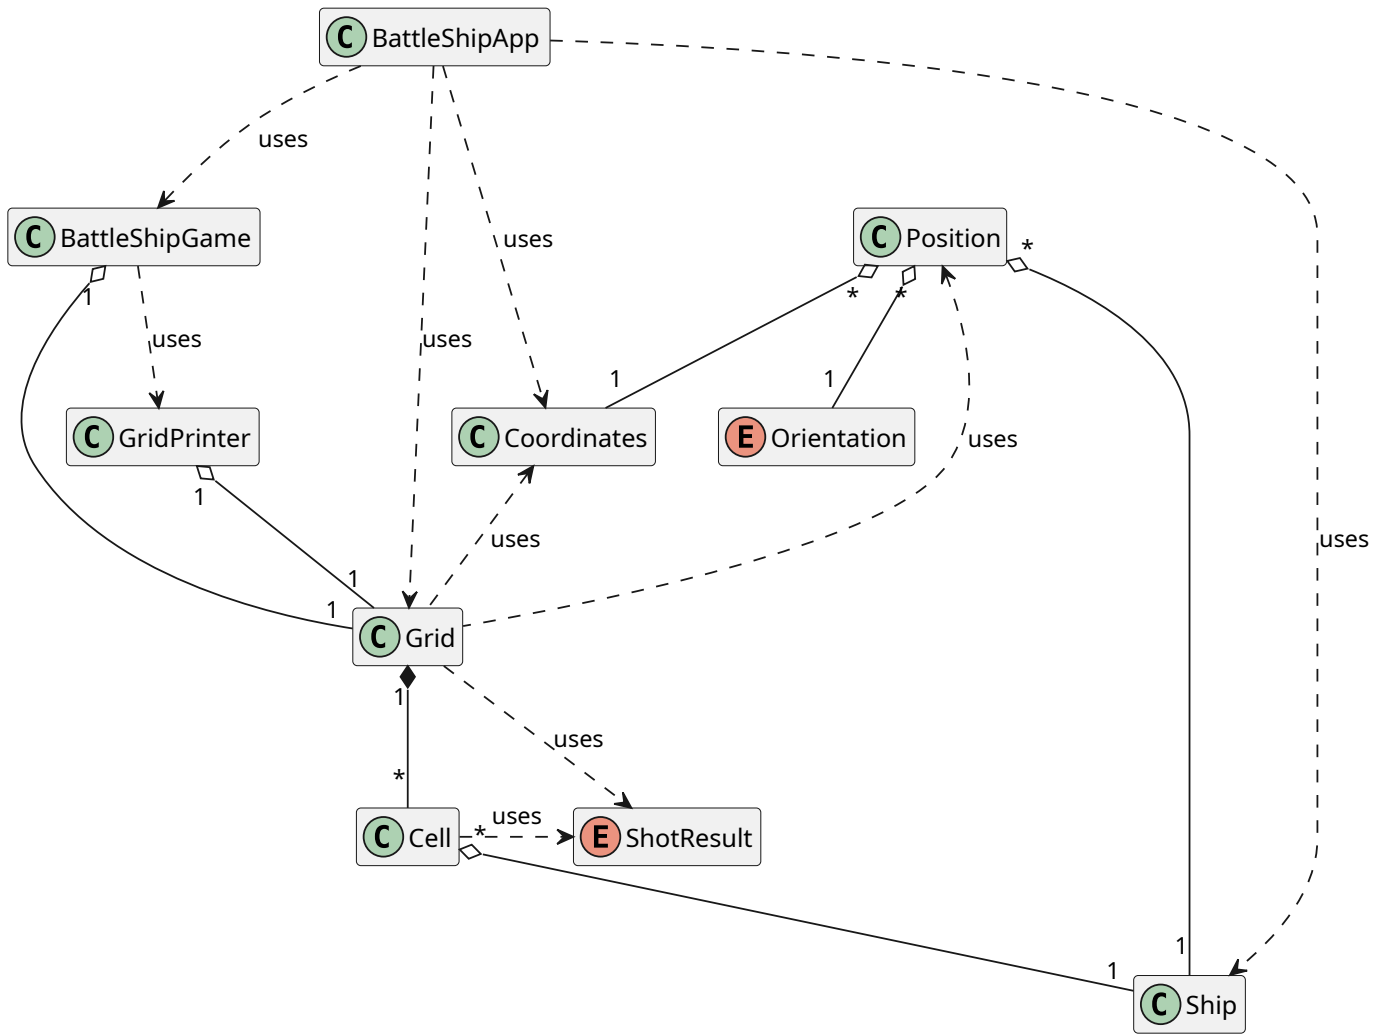 C BattleShipApp
uses
C BattleShipGame
C Position
*
uses
1
*
*
uses
uses
1
1
C GridPrinter
C Coordinates
E Orientation
uses
1
uses
uses
1
1
C Grid
1
uses
*
C Cell
*
uses
E ShotResult
1
1
C Ship
uses